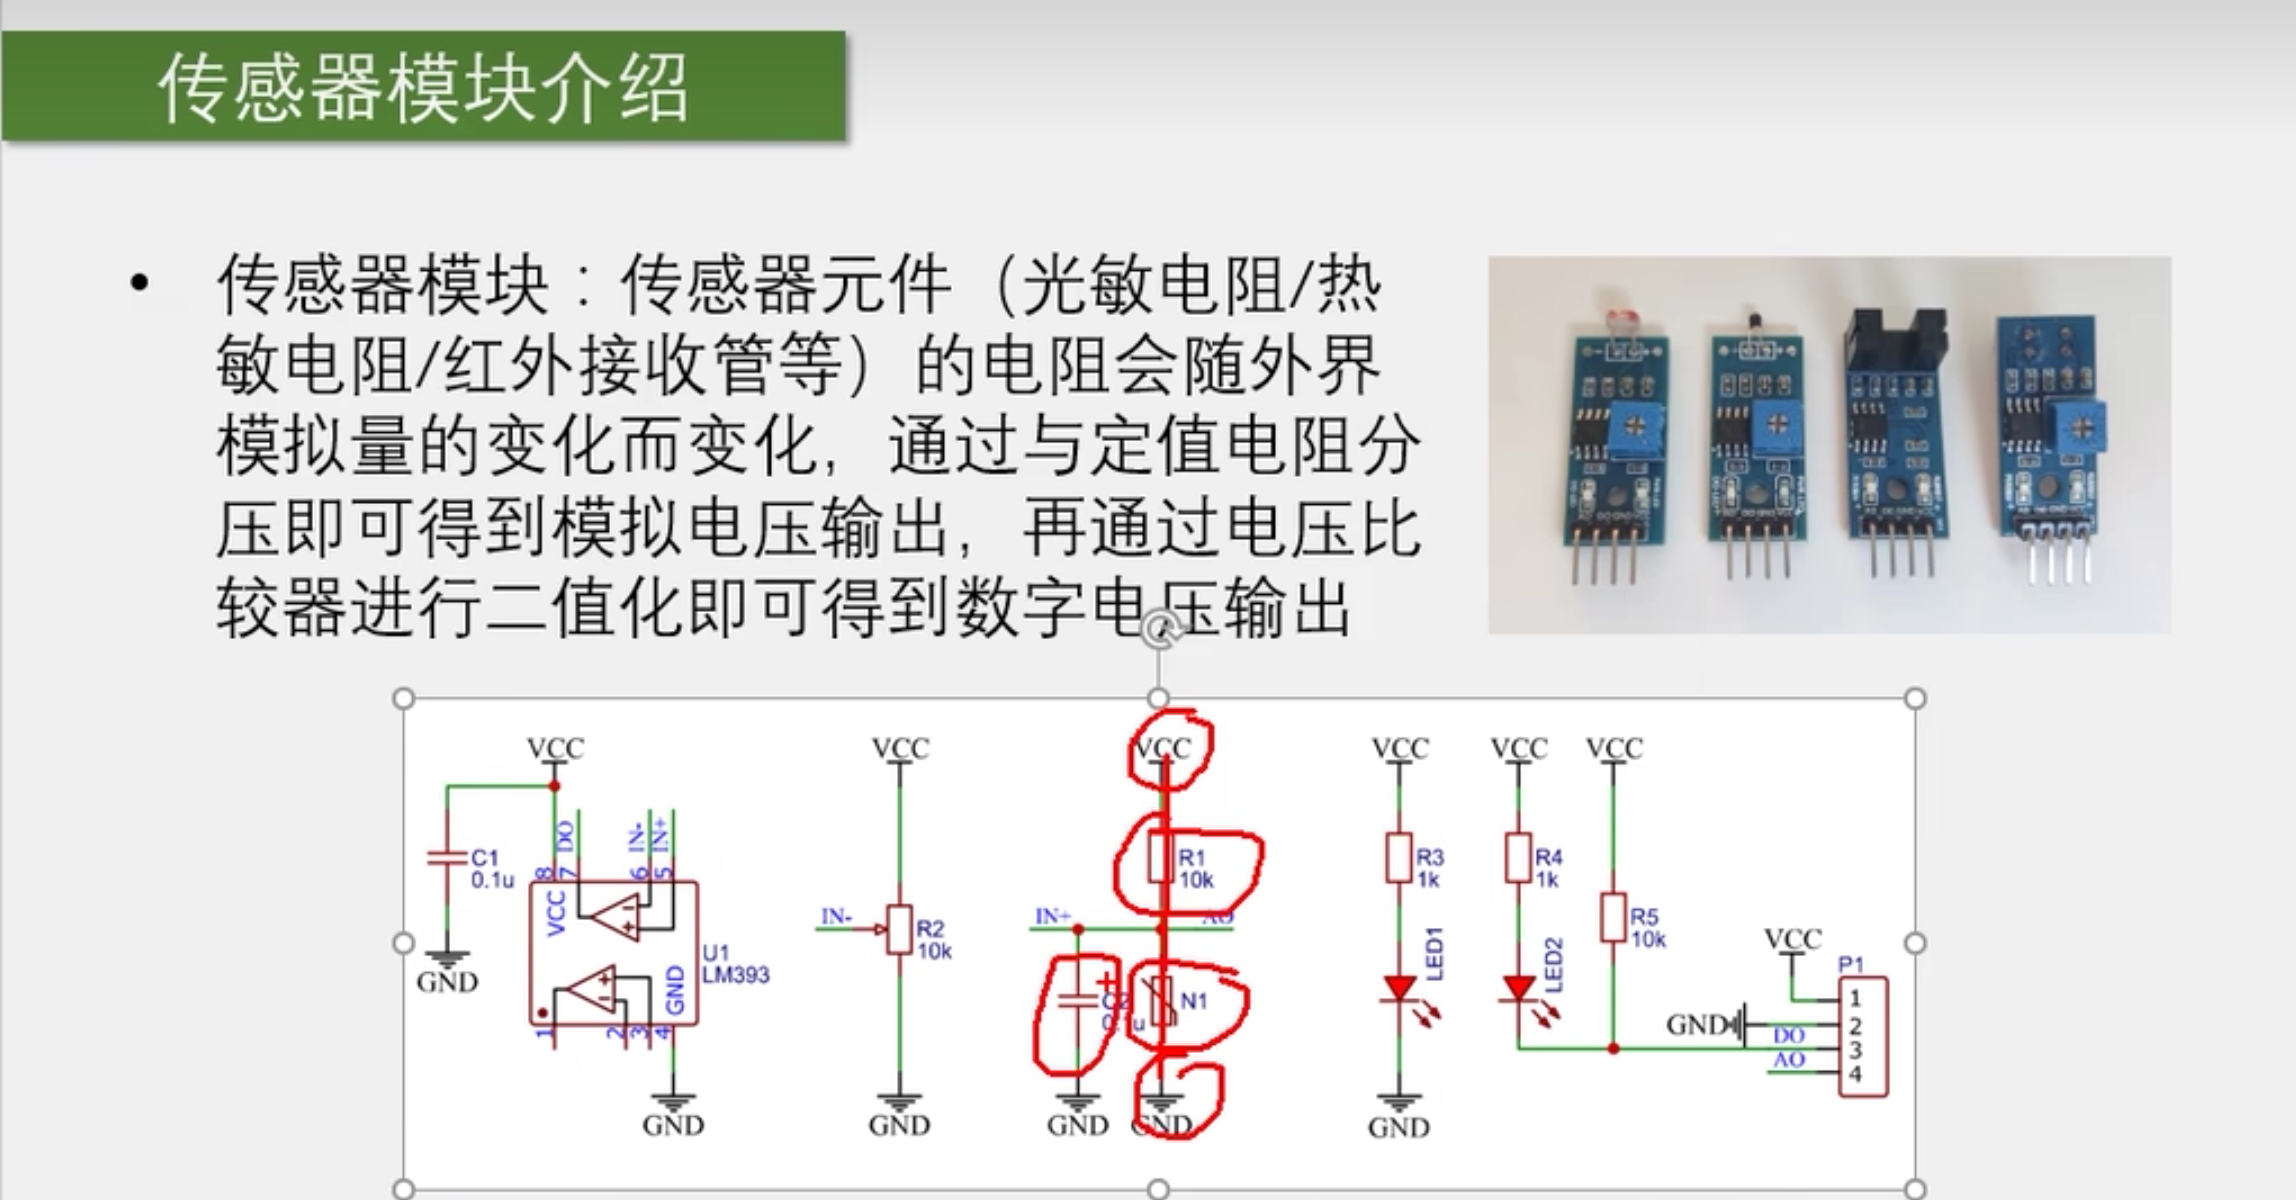 传感器模块介绍
• 传感器模块：传感器元件（光敏电阻/热
敏电阻/红外接收管等）的电阻会随外界
模拟量的变化而变化，通过与定值电阻分
压即可得到模拟电压输出，再通过电压比
较器进行二值化即可得到数字电压输出
VCC VCC VCC VCC VCC VCC
DO IN- IN+
C1
0.1u
8 7 6 5
VCC
R1
10k
R3
1k
R4
1k
IN- R2
10k
IN+ AO
R5
10k
U1
LM393
GND
LED1 LED2
VCC
P1
GND
C2
N1
1
GND 2
DO 3
AO 4
1 2 3 4
GND GND GND GND GND